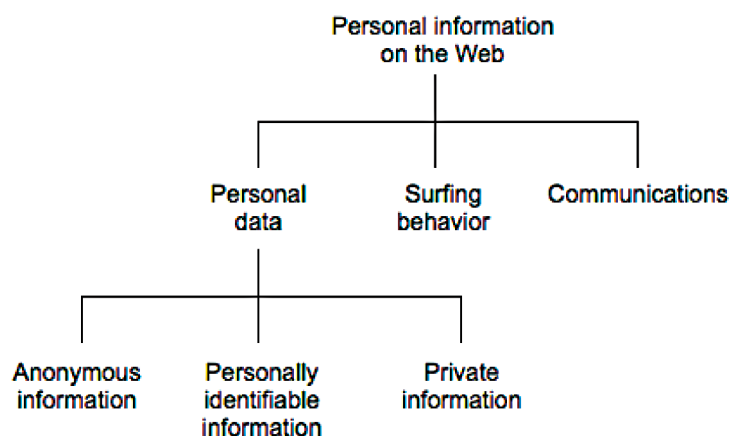 Personal information
on the Web
Personal
data
Surfing
behavior
Communications
Anonymous
information
Personally
identifiable
information
Private
information